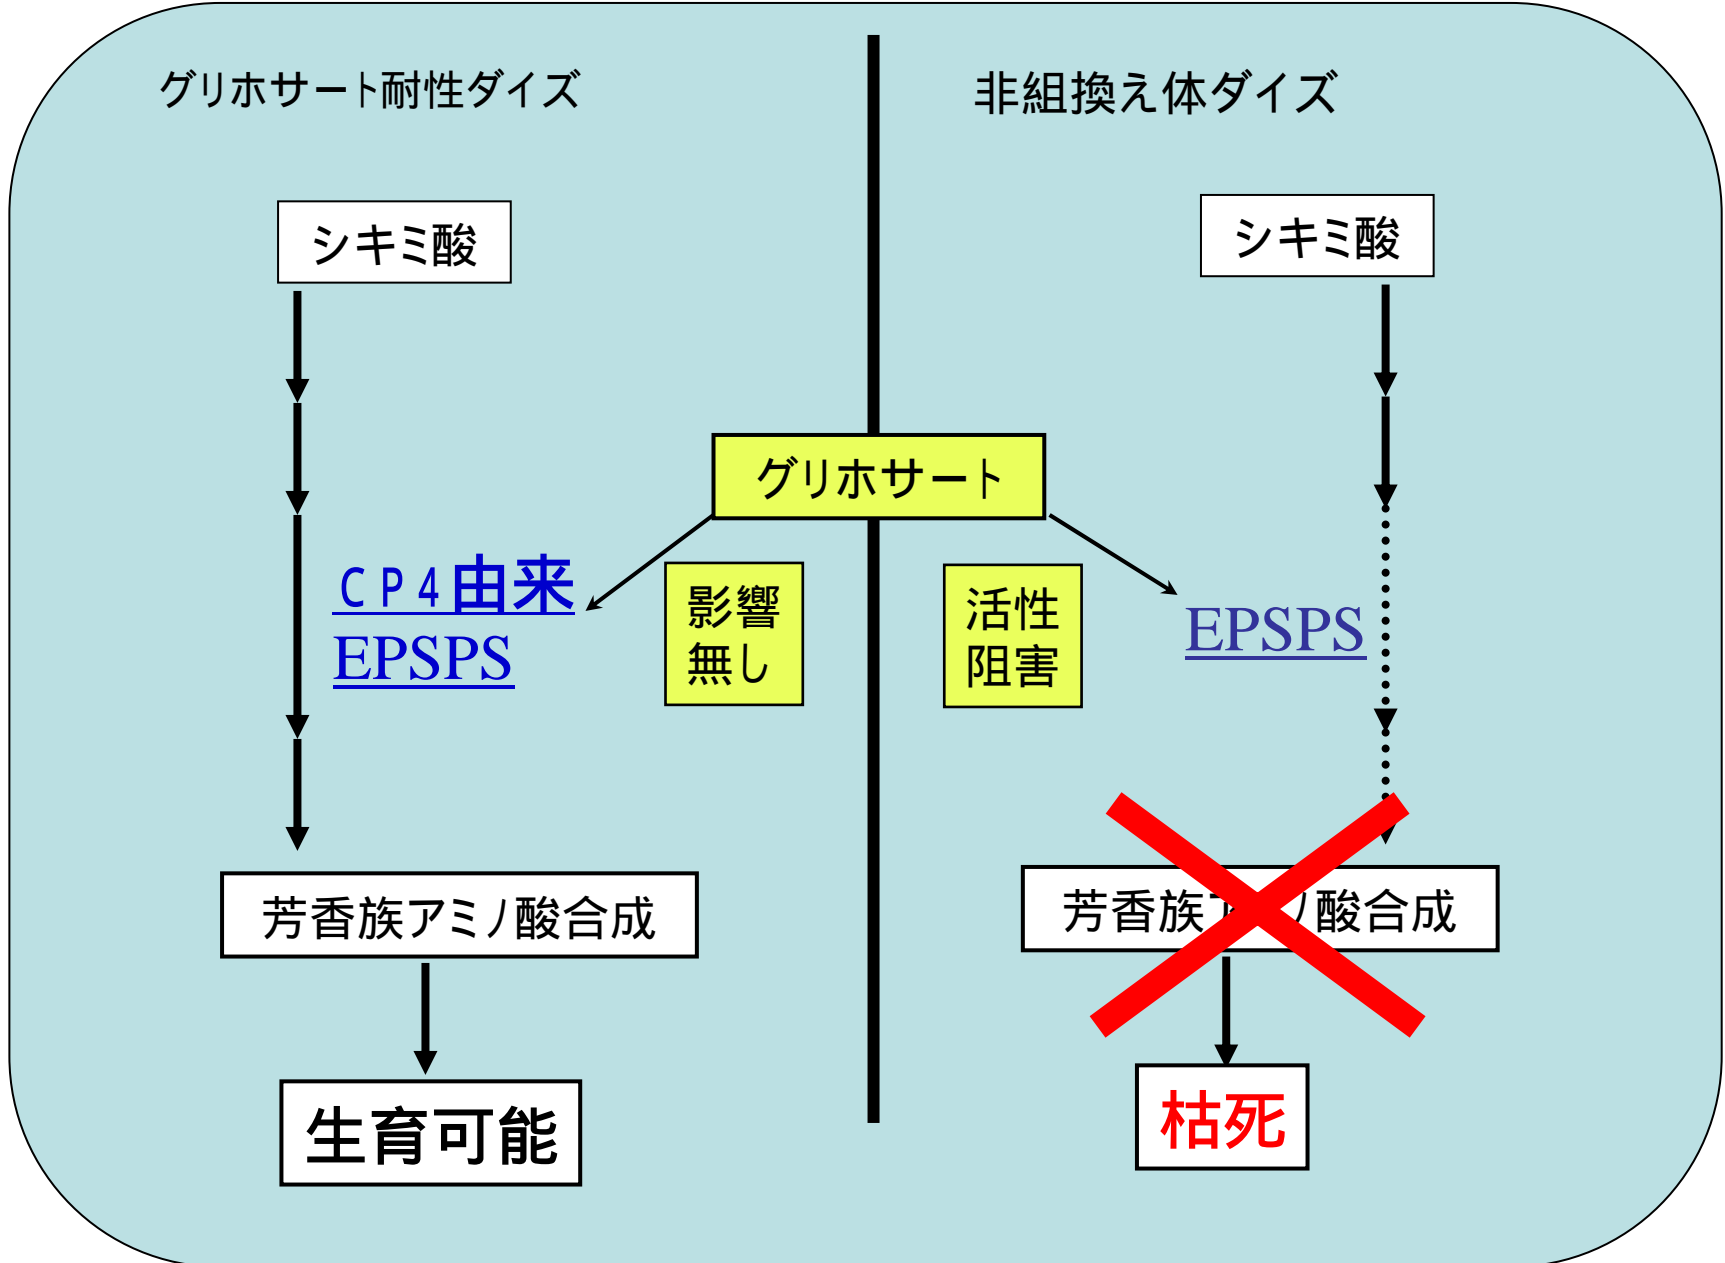 グリホサート耐性ダイズ
非組換え体ダイズ
シキミ酸
シキミ酸
グリホサート
ＣＰ４由来
EPSPS
影響
無し
活性
阻害
EPSPS
芳香族アミノ酸合成
芳香族アミノ酸合成
生育可能
枯死